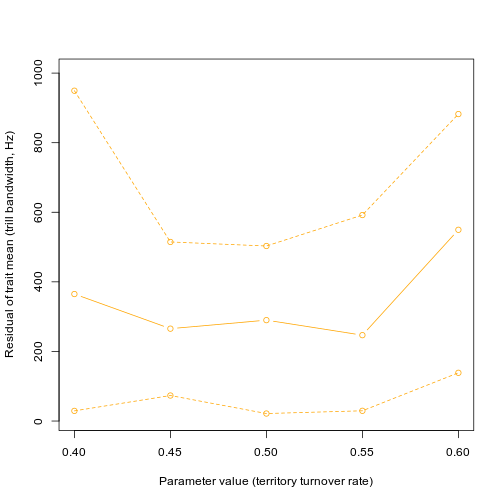 Residual of trait mean (trill bandwidth, Hz)
1000
800
600
400
200
0
0.40 0.45 0.50 0.55 0.60
Parameter value (territory turnover rate)